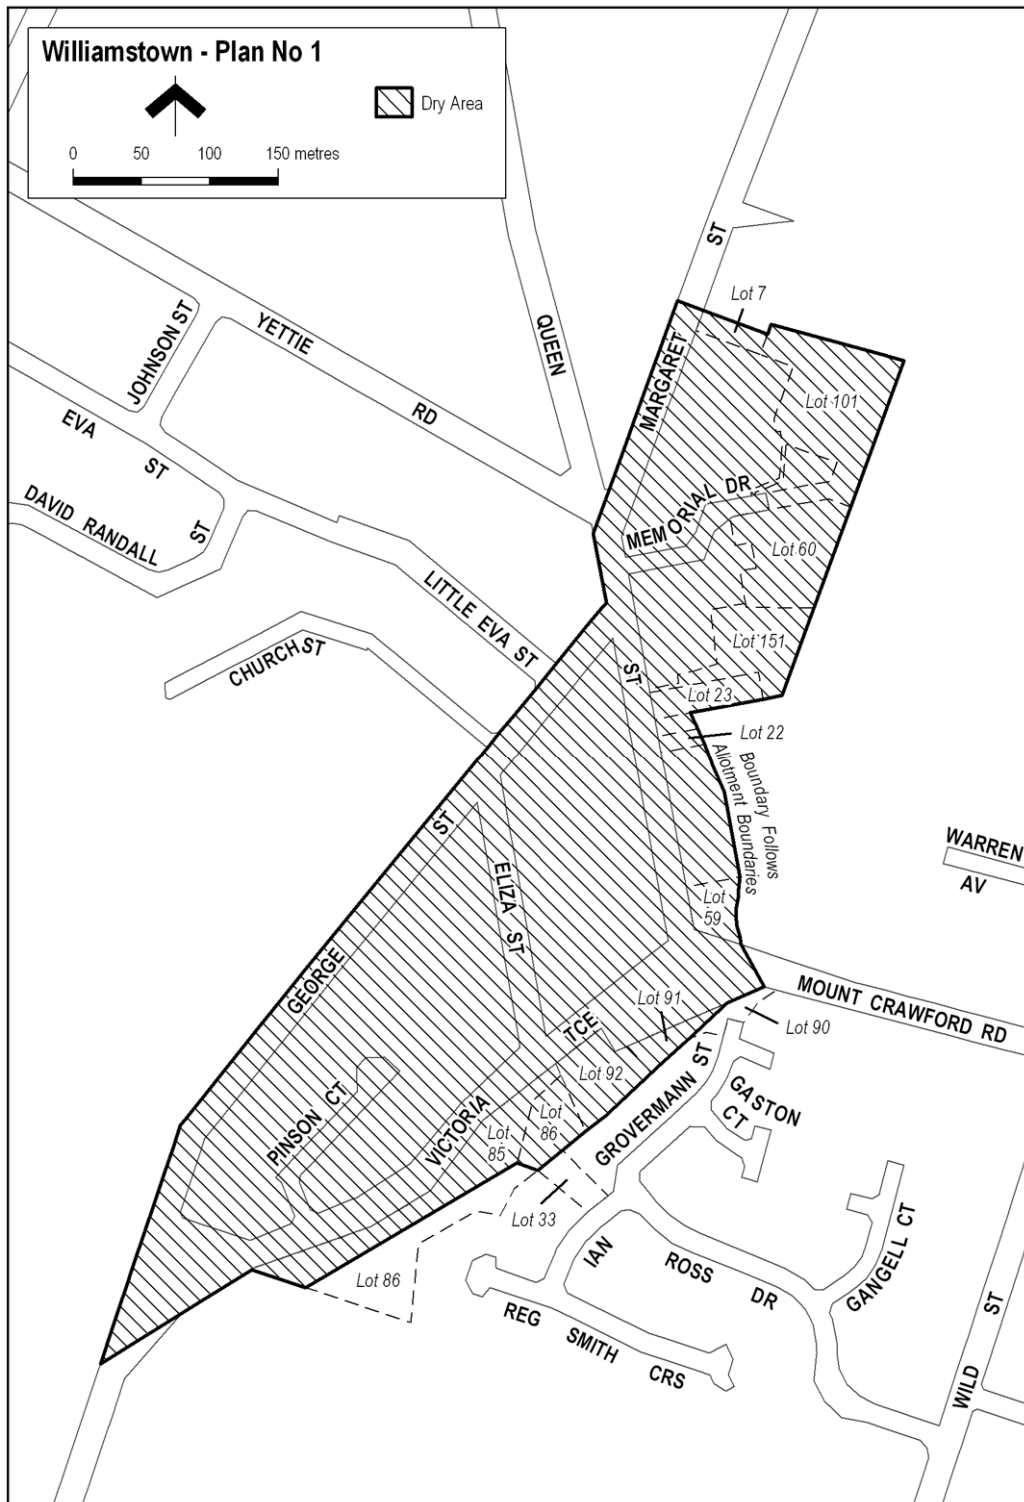 Williamstown - Plan No 1
Dry Area
0 50 100 150 metres
ST
Lot 7
JOHNSON ST
YETTIE
RD
QUEEN
MARGARET
Lot 101
EVA
ST
DAVID RANDALL
ST
MEMORIAL DR
Lot 60
LITTLE EVA ST
CHURCH ST
Lot 151
ST
Lot 23
Lot 22
Boundary Follows
Allotment Boundaries
WARREN
AV
ST
ELIZA ST
Lot
59
GEORGE
MOUNT CRAWFORD RD
Lot 91
Lot 90
TCE
Lot 92
GROVERMANN ST
GASTON
CT
PINSON CT
VICTORIA
Lot
86
Lot
85
Lot 33
Lot 86
IAN
ROSS
DR
GANGELL CT
REG
SMITH
CRS
WILD
ST